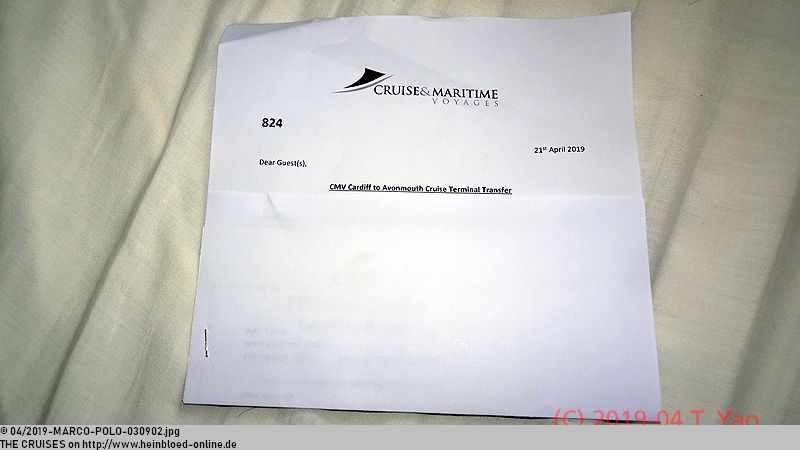 CRUISE&MARITIME
VOYAGES
824
21st April 2019
Dear Guest(s),
CMV Cardiff to Avonmouth Cruise Terminal Transfer
(C) 2019-04 T. Yao
© 04/2019-MARCO-POLO-030902.jpg
THE CRUISES on http://www.heinbloed-online.de